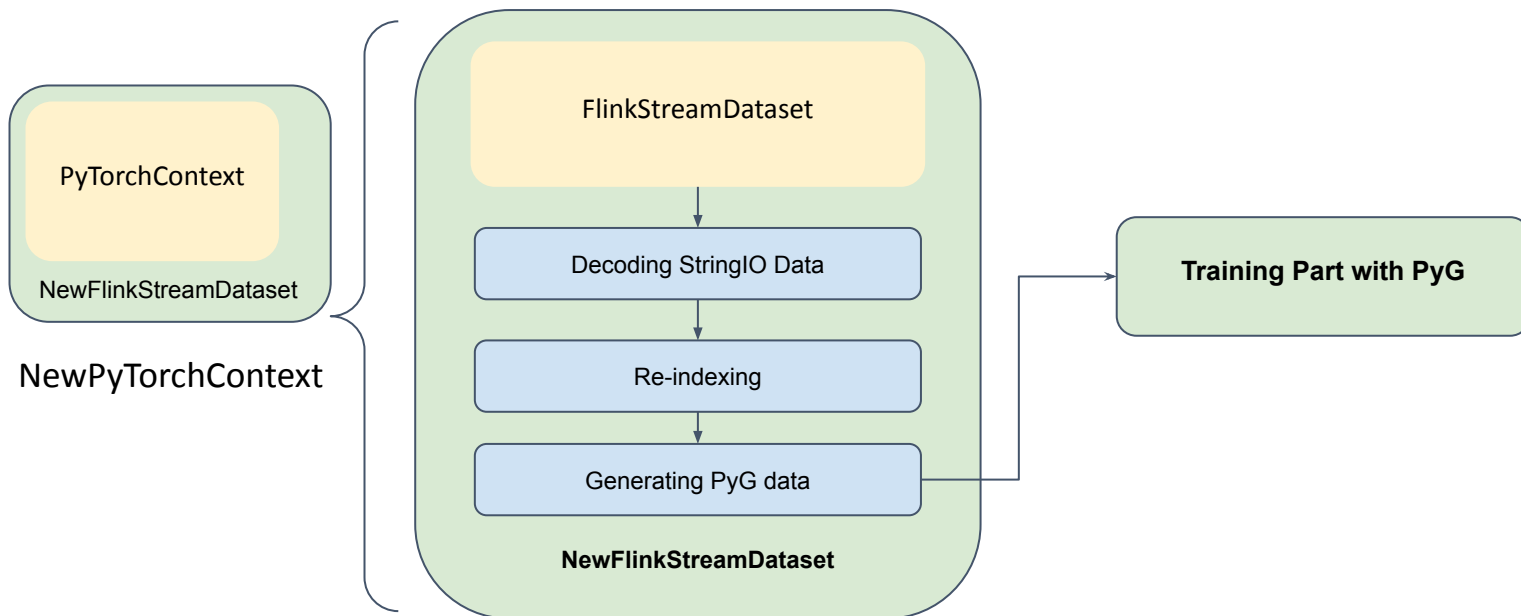 PyTorchContext
NewFlinkStreamDataset
NewPyTorchContext
FlinkStreamDataset
Decoding StringIO Data
Re-indexing
Generating PyG data
NewFlinkStreamDataset
Training Part with PyG